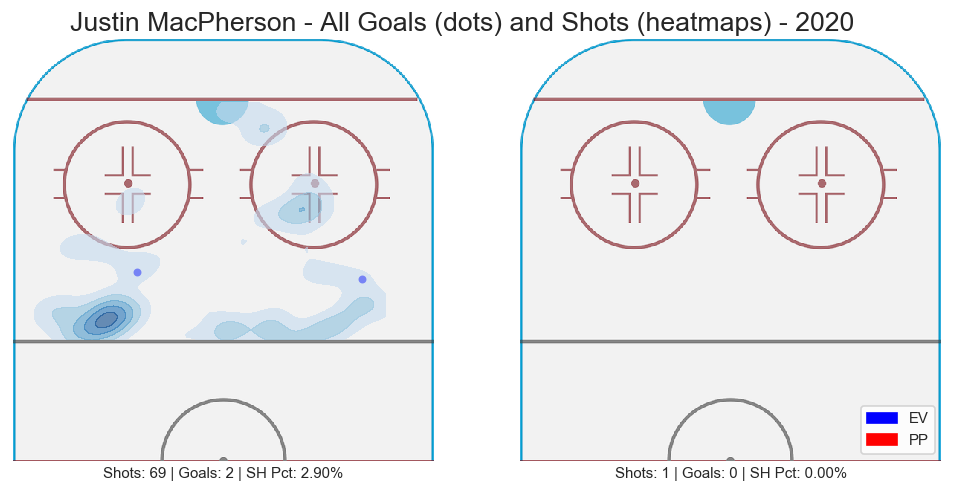 Justin MacPherson - All Goals (dots) and Shots (heatmaps) - 2020
EV
PP
Shots: 69 | Goals: 2 | SH Pct: 2.90%
Shots: 1 | Goals: 0 | SH Pct: 0.00%